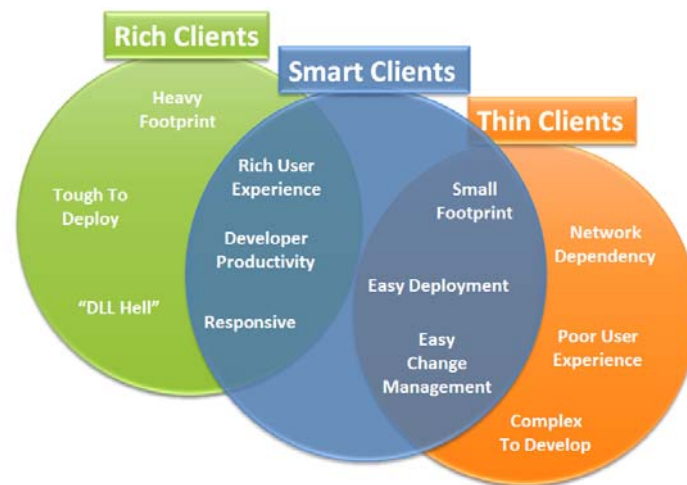 Rich Clients
Smart Clients
Thin Clients
Heavy
Footprint
Tough To
Deploy
"DLL Hell"
Rich User
Experience
Developer
Productivity
Responsive
Small
Footprint
Easy Deployment
Easy
Change
Management
Network
Dependency
Poor User
Experience
Complex
To Develop